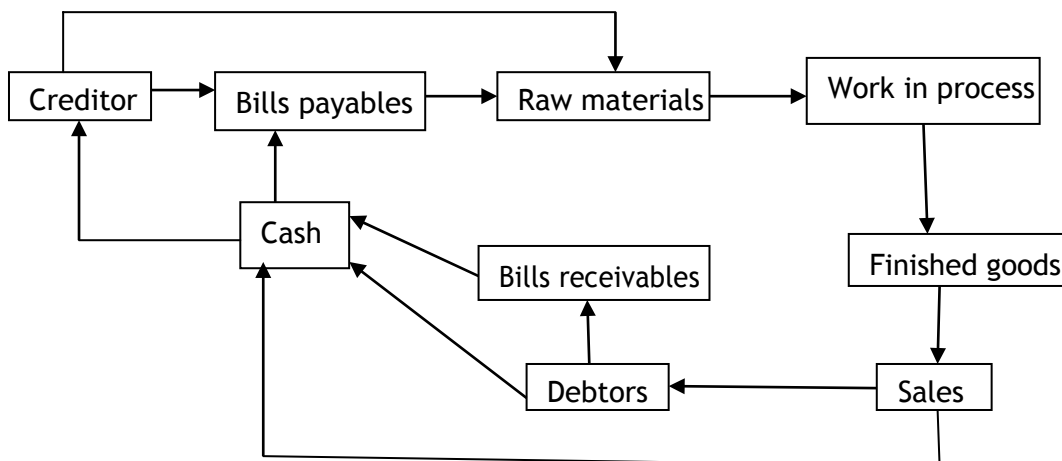 Creditor
Bills payables
Raw materials
Work in process
Cash
Finished goods
Bills receivables
Debtors
Sales